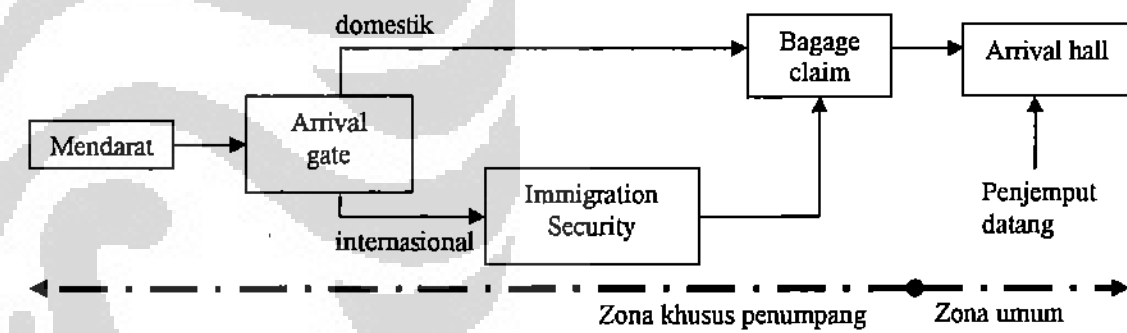 domestik
Bagage
claim
Arrival hall
Mendarat
Arrival
gate
Immigration
Security
internasional
Penjemput
datang
Zona khusus penumpang
Zona umum